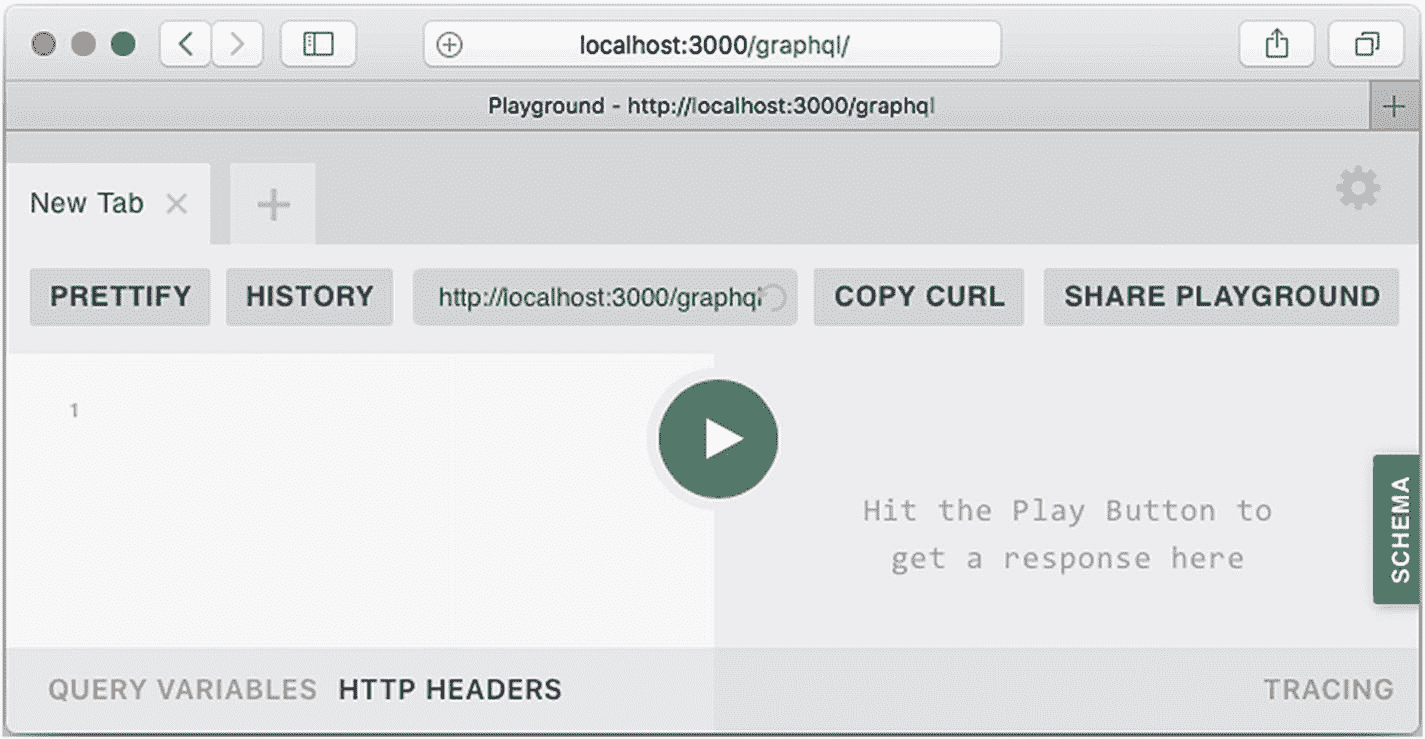 localhost:3000/graphql/
Playground - http://localhost:3000/graphql
New Tab
PRETTIFY HISTORY http://localhost:3000/graphql COPY CURL SHARE PLAYGROUND
1
Hit the Play Button to
get a response here
SCHEMA
QUERY VARIABLES HTTP HEADERS TRACING